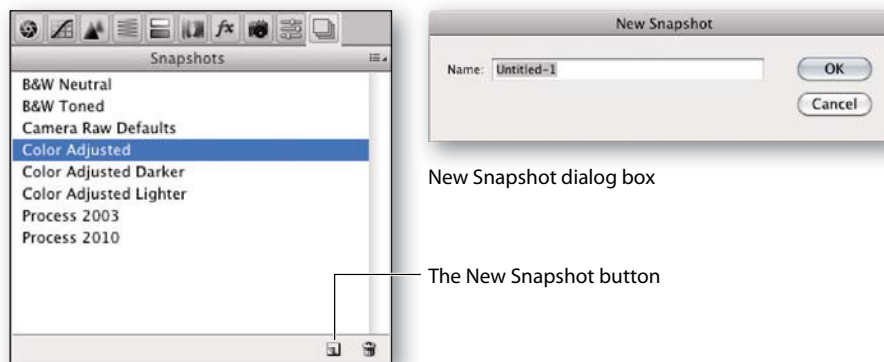 fx
Snapshots
B&W Neutral
B&W Toned
Camera Raw Defaults
Color Adjusted
Color Adjusted Darker
Color Adjusted Lighter
Process 2003
Process 2010
New Snapshot
Name: Untitled-1
OK
Cancel
New Snapshot dialog box
The New Snapshot button